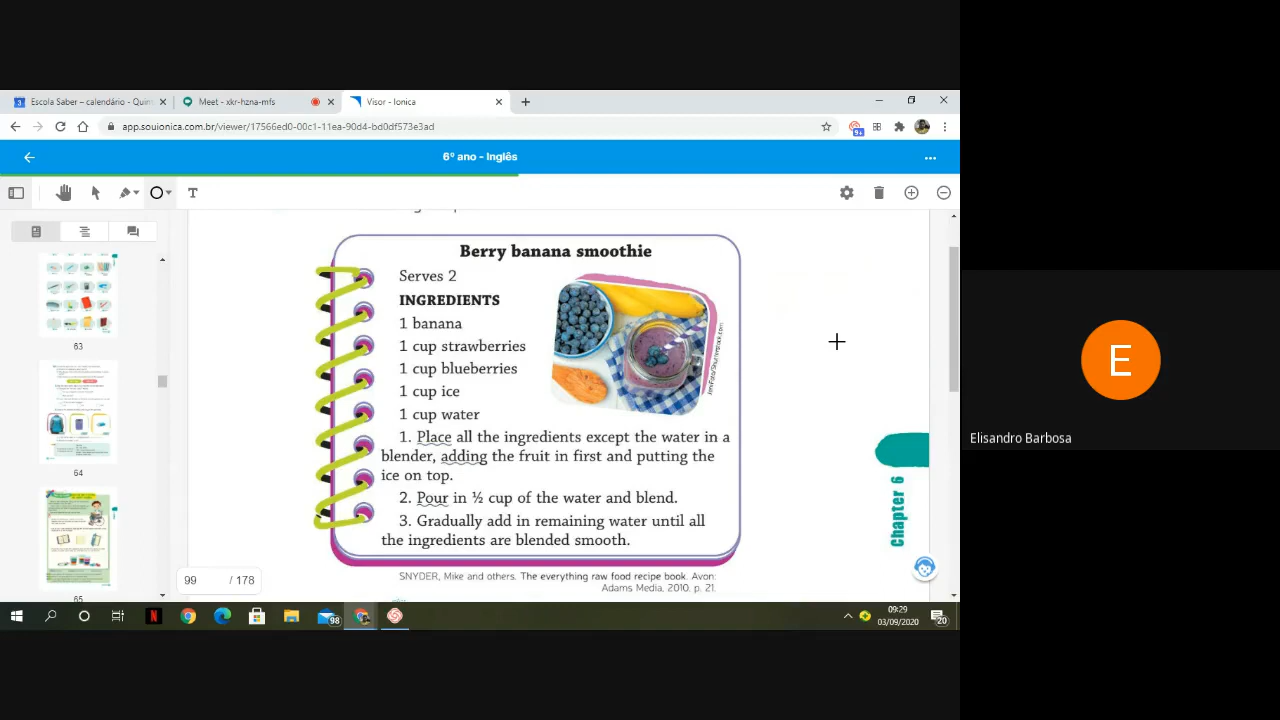 Escola Saber – calendário - Quin
Meet - xkr-hzna-mfs
Visor - Ionica
app.souionica.com.br/viewer/17566ed0-00c1-11ea-90d4-bd0df573e3ad
9+
6º ano - Inglês
T
Berry banana smoothie
Serves 2
INGREDIENTS
1 banana
1 cup strawberries
1 cup blueberries
1 cup ice
1 cup water
1. Place all the ingredients except the water in a
blender, adding the fruit in first and putting the
ice on top.
2. Pour in ½ cup of the water and blend.
3. Gradually add in remaining water until all
the ingredients are blended smooth.
SNYDER, Mike and others. The everything raw food recipe book. Avon:
Adams Media, 2010. p. 21.
Chapter 6
63
64
65
99 / 178
98
09:29
03/09/2020
20
E
Elisandro Barbosa